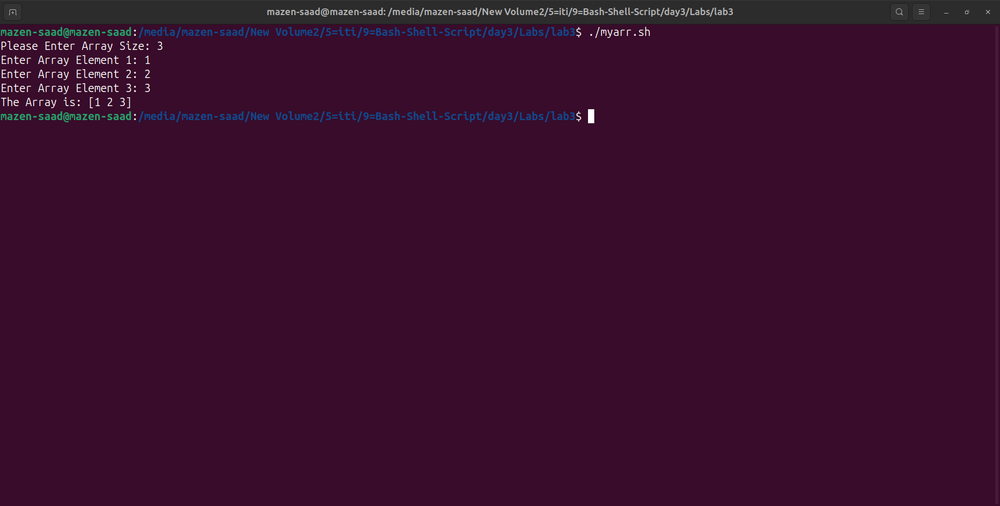 mazen-saad@mazen-saad: /media/mazen-saad/New Volume2/5=iti/9=Bash-Shell-Script/day3/Labs/lab3
mazen-saad@mazen-saad:/media/mazen-saad/New Volume2/5=iti/9=Bash-Shell-Script/day3/Labs/lab3$ ./myarr.sh
Please Enter Array Size: 3
Enter Array Element 1: 1
Enter Array Element 2: 2
Enter Array Element 3: 3
The Array is: [1 2 3]
mazen-saad@mazen-saad:/media/mazen-saad/New Volume2/5=iti/9=Bash-Shell-Script/day3/Labs/lab3$